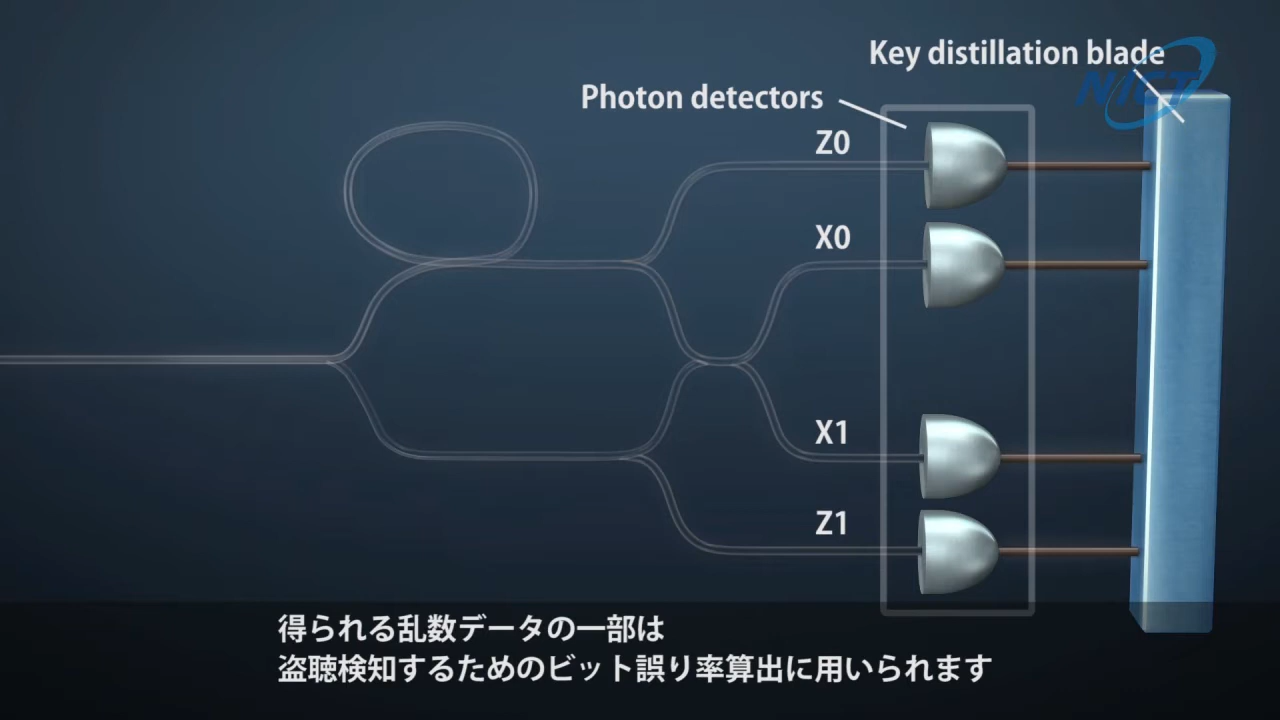 Key distillation blade
NICT
Photon detectors
Z0
X0
X1
Z1
得られる乱数データの一部は
盗聴検知するためのビット誤り率算出に用いられます